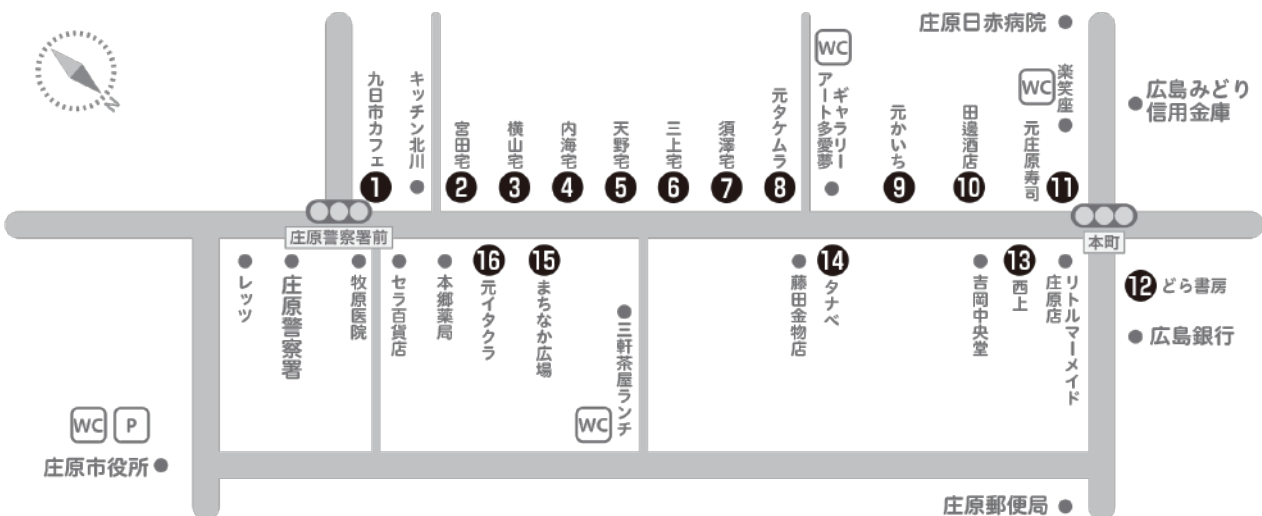 庄原日赤病院
広島みどり
信用金庫
WC
楽笑座
WC
N
九日市カフェ
1
キッチン北川
宮田宅
2
横山宅
3
内海宅
4
天野宅
5
三上宅
6
須澤宅
7
元タケムラ
8
ギャラリー
アート多愛夢
元かいち
9
田邊酒店
10
元庄原寿司
11
庄原警察署前
本町
レッツ
庄原警察署
牧原医院
セラ百貨店
本郷薬局
16
元イタクラ
15
まちなか広場
三軒茶屋ランチ
WC
藤田金物店
14
タナベ
吉岡中央堂
13
西上
リトルマーメイド
庄原店
12 どら書房
広島銀行
WC P
庄原市役所
庄原郵便局